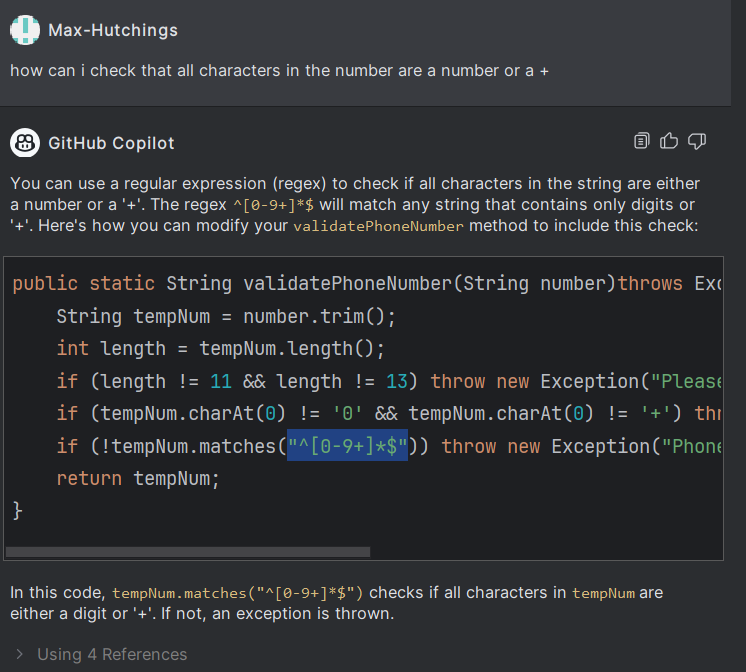 Max-Hutchings
how can i check that all characters in the number are a number or a +
GitHub Copilot
You can use a regular expression (regex) to check if all characters in the string are either
a number or a '+'. The regex ^[0-9+]*$ will match any string that contains only digits or
'+'. Here's how you can modify your validatePhoneNumber method to include this check:
public static String validatePhoneNumber(String number)throws Exc
    String tempNum = number.trim();
    int length = tempNum.length();
    if (length != 11 && length != 13) throw new Exception("Please
    if (tempNum.charAt(0) != '0' && tempNum.charAt(0) != '+') thr
    if (!tempNum.matches("^[0-9+]*$")) throw new Exception("Phone
    return tempNum;
}
In this code, tempNum.matches("^[0-9+]*$") checks if all characters in tempNum are
either a digit or '+'. If not, an exception is thrown.
Using 4 References